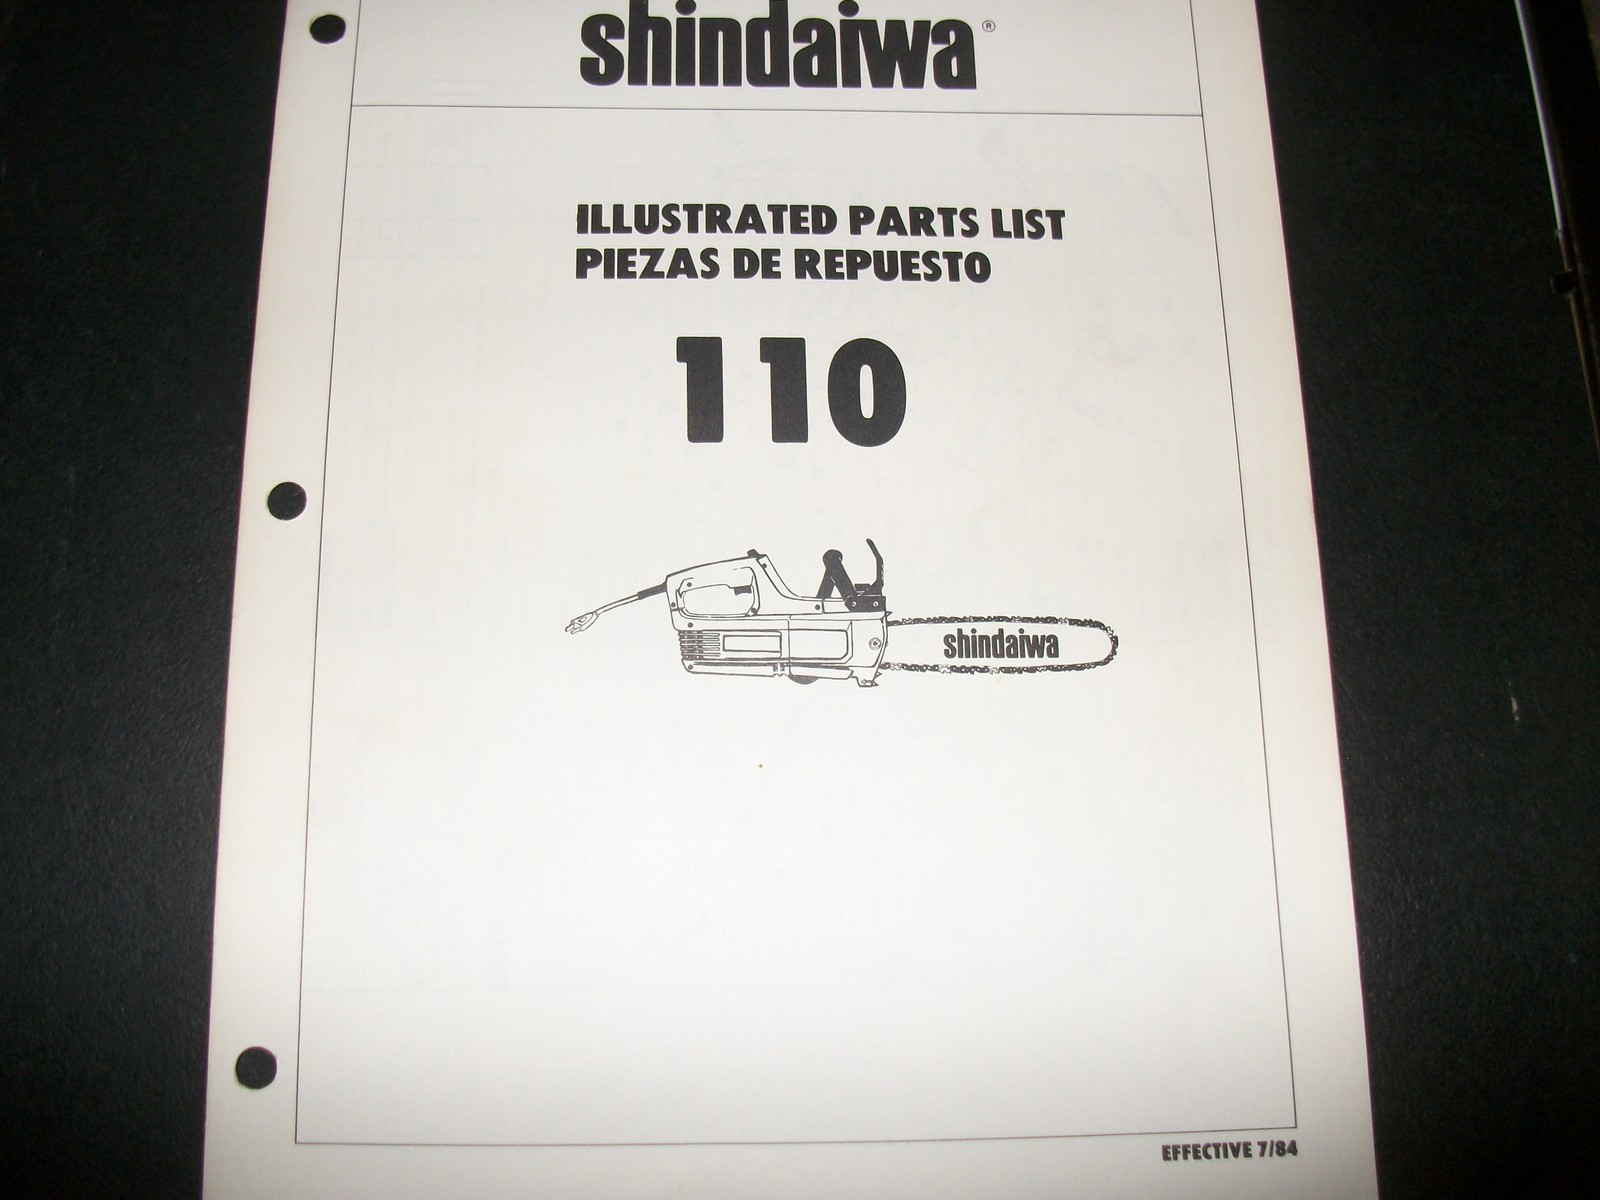 shindaiwa®
ILLUSTRATED PARTS LIST
PIEZAS DE REPUESTO
110
shindaiwa
EFFECTIVE 7/84